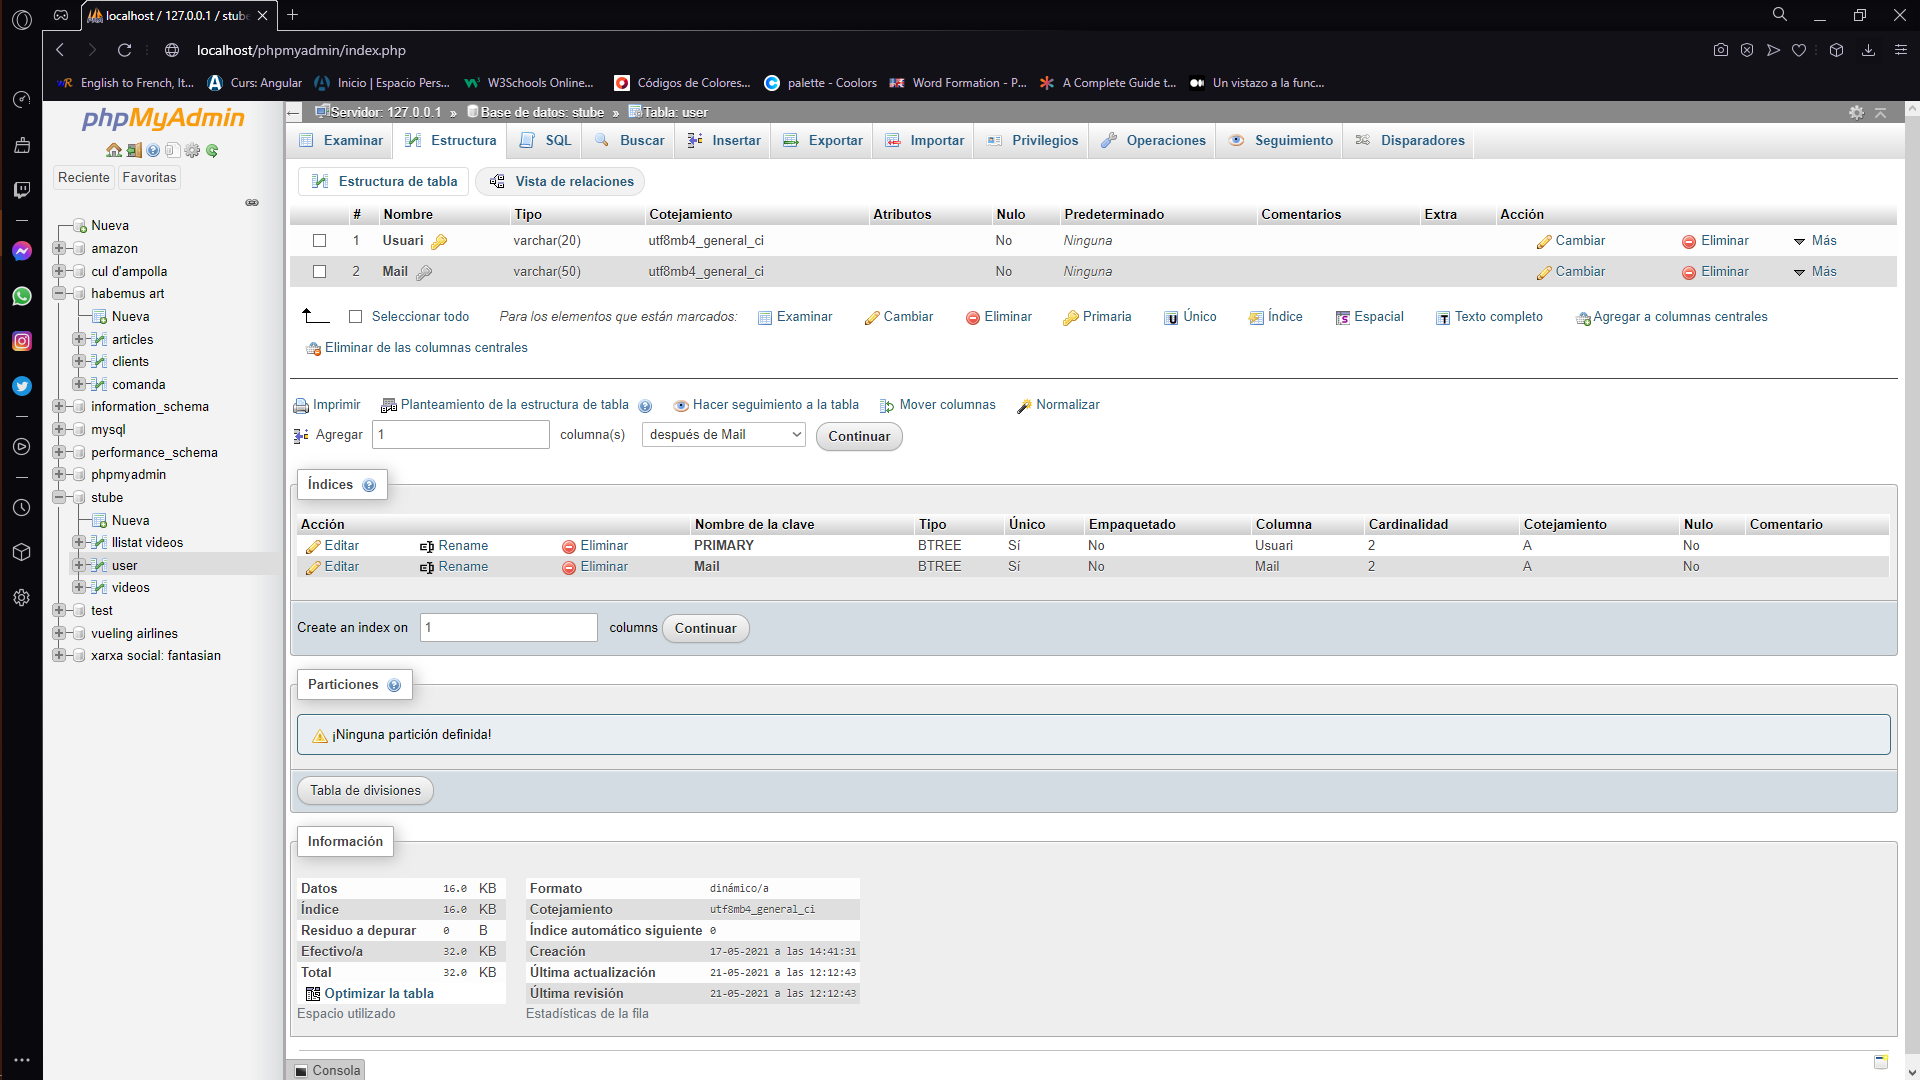 localhost / 127.0.0.1 / stub
localhost/phpmyadmin/index.php
English to French, It... Curs: Angular Inicio | Espacio Pers... W3Schools Online... Códigos de Colores... palette - Coolors Word Formation - P... A Complete Guide t... Un vistazo a la func...
phpMyAdmin
Reciente Favoritas
Nueva
amazon
cul d'ampolla
habemus art
Nueva
articles
clients
comanda
information_schema
mysql
performance_schema
phpmyadmin
stube
Nueva
llistat videos
user
videos
test
vueling airlines
xarxa social: fantasian
Servidor: 127.0.0.1 » Base de datos: stube » Tabla: user
Examinar Estructura SQL Buscar Insertar Exportar Importar Privilegios Operaciones Seguimiento Disparadores
Estructura de tabla Vista de relaciones
# Nombre Tipo Cotejamiento Atributos Nulo Predeterminado Comentarios Extra Acción
1 Usuari varchar(20) utf8mb4_general_ci No Ninguna Cambiar Eliminar Más
2 Mail varchar(50) utf8mb4_general_ci No Ninguna Cambiar Eliminar Más
Seleccionar todo Para los elementos que están marcados: Examinar Cambiar Eliminar Primaria Único Índice Espacial Texto completo Agregar a columnas centrales
Eliminar de las columnas centrales
Imprimir Planteamiento de la estructura de tabla Hacer seguimiento a la tabla Mover columnas Normalizar
Agregar 1 columna(s) después de Mail Continuar
Índices
Acción Nombre de la clave Tipo Único Empaquetado Columna Cardinalidad Cotejamiento Nulo Comentario
Editar Rename Eliminar PRIMARY BTREE Sí No Usuari 2 A No
Editar Rename Eliminar Mail BTREE Sí No Mail 2 A No
Create an index on 1 columns Continuar
Particiones
¡Ninguna partición definida!
Tabla de divisiones
Información
Datos 16.0 KB
Índice 16.0 KB
Residuo a depurar 0 B
Efectivo/a 32.0 KB
Total 32.0 KB
Optimizar la tabla
Espacio utilizado
Formato dinámico/a
Cotejamiento utf8mb4_general_ci
Índice automático siguiente 0
Creación 17-05-2021 a las 14:41:31
Última actualización 21-05-2021 a las 12:12:43
Última revisión 21-05-2021 a las 12:12:43
Estadísticas de la fila
Consola